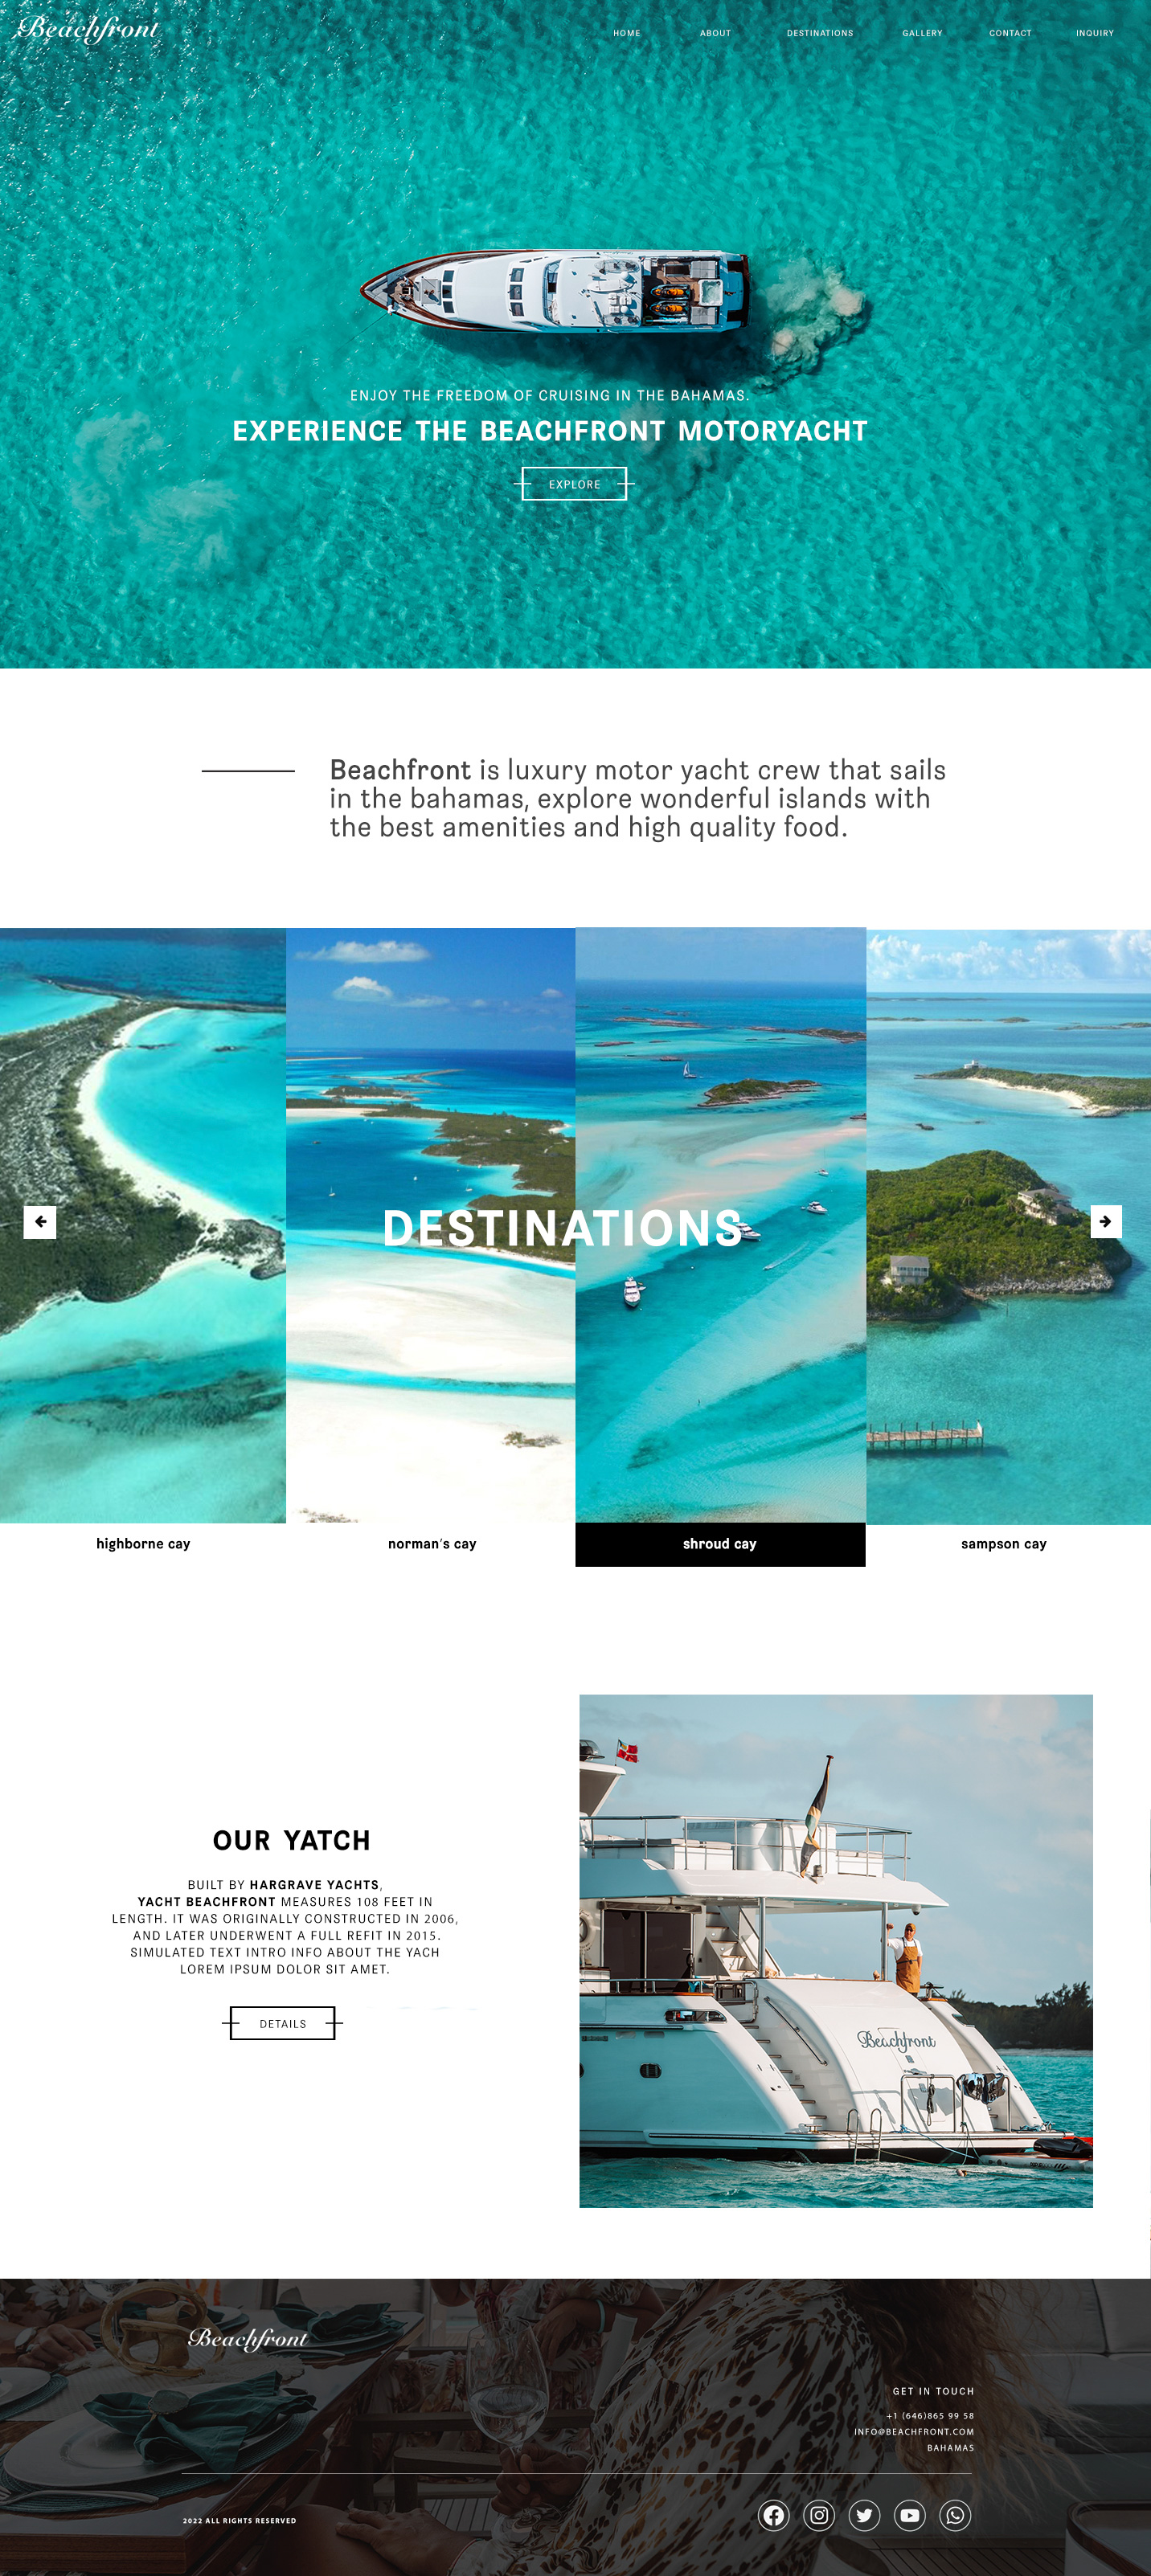 Beachfront
HOME ABOUT DESTINATIONS GALLERY CONTACT INQUIRY
ENJOY THE FREEDOM OF CRUISING IN THE BAHAMAS.
EXPERIENCE THE BEACHFRONT MOTORYACHT
EXPLORE
Beachfront is luxury motor yacht crew that sails
in the bahamas, explore wonderful islands with
the best amenities and high quality food.
DESTINATIONS
highborne cay
norman's cay
shroud cay
sampson cay
OUR YATCH
BUILT BY HARGRAVE YACHTS,
YACHT BEACHFRONT MEASURES 108 FEET IN
LENGTH. IT WAS ORIGINALLY CONSTRUCTED IN 2006,
AND LATER UNDERWENT A FULL REFIT IN 2015.
SIMULATED TEXT INTRO INFO ABOUT THE YACH
LOREM IPSUM DOLOR SIT AMET.
DETAILS
Beachfront
Beachfront
GET IN TOUCH
+1 (646)865 99 58
INFO@BEACHFRONT.COM
BAHAMAS
2022 ALL RIGHTS RESERVED